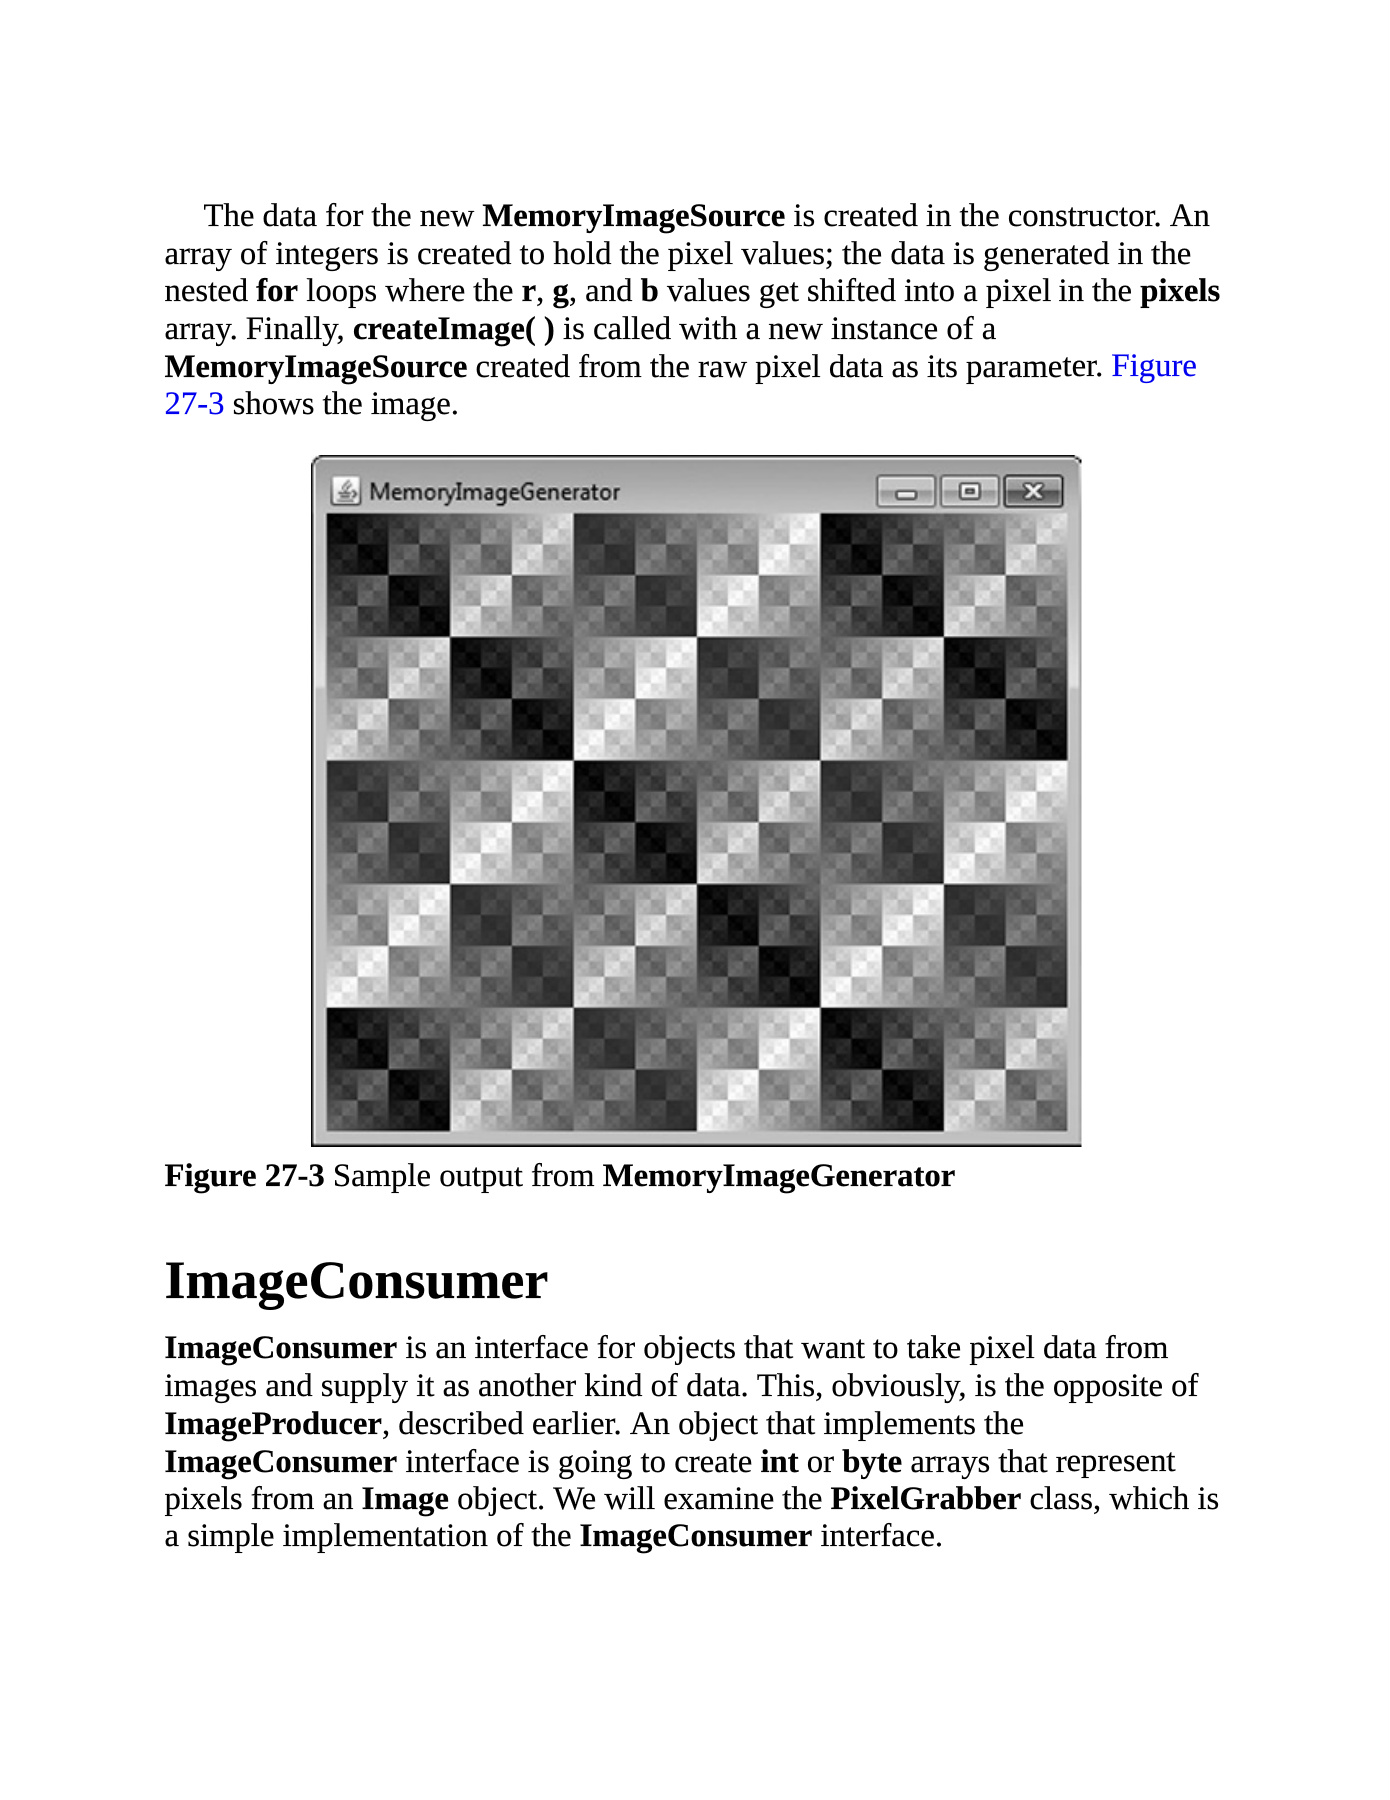 The data for the new MemoryImageSource is created in the constructor. An
array of integers is created to hold the pixel values; the data is generated in the
nested for loops where the r, g, and b values get shifted into a pixel in the pixels
array. Finally, createImage( ) is called with a new instance of a
MemoryImageSource created from the raw pixel data as its parameter. Figure
27-3 shows the image.
MemoryImageGenerator
Figure 27-3 Sample output from MemoryImageGenerator
ImageConsumer
ImageConsumer is an interface for objects that want to take pixel data from
images and supply it as another kind of data. This, obviously, is the opposite of
ImageProducer, described earlier. An object that implements the
ImageConsumer interface is going to create int or byte arrays that represent
pixels from an Image object. We will examine the PixelGrabber class, which is
a simple implementation of the ImageConsumer interface.